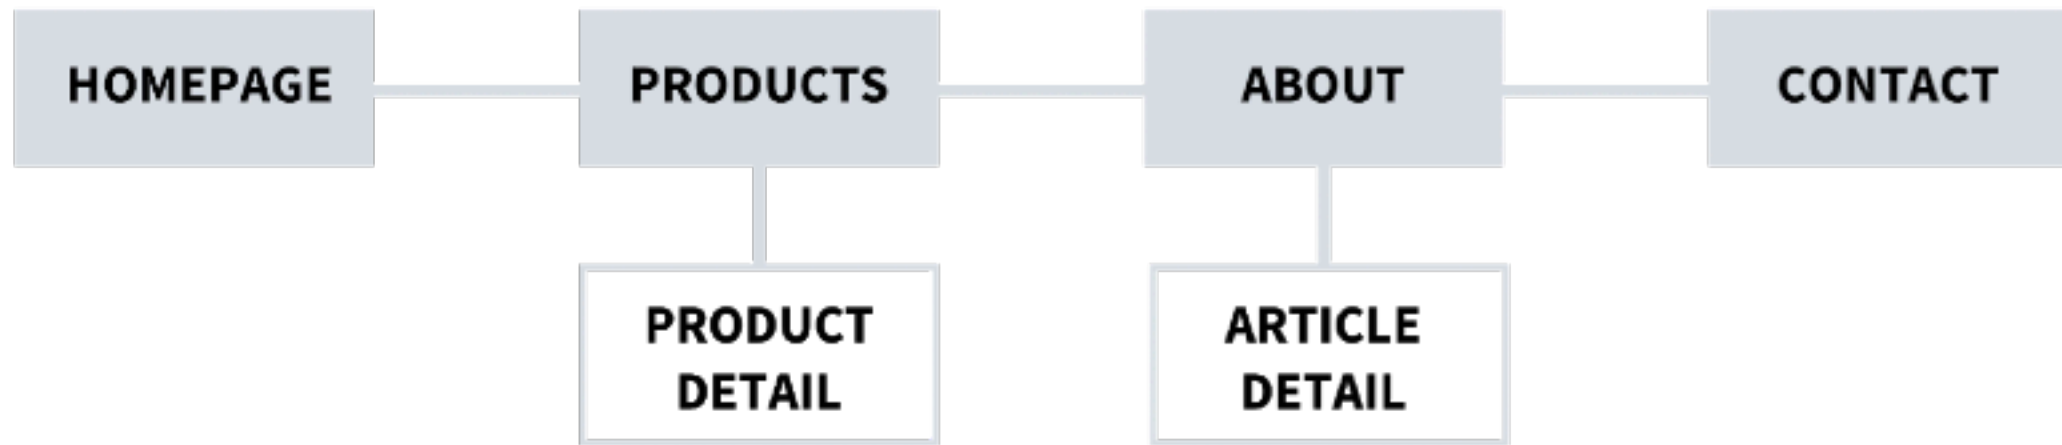 HOMEPAGE
PRODUCTS
ABOUT
CONTACT
PRODUCT
DETAIL
ARTICLE
DETAIL